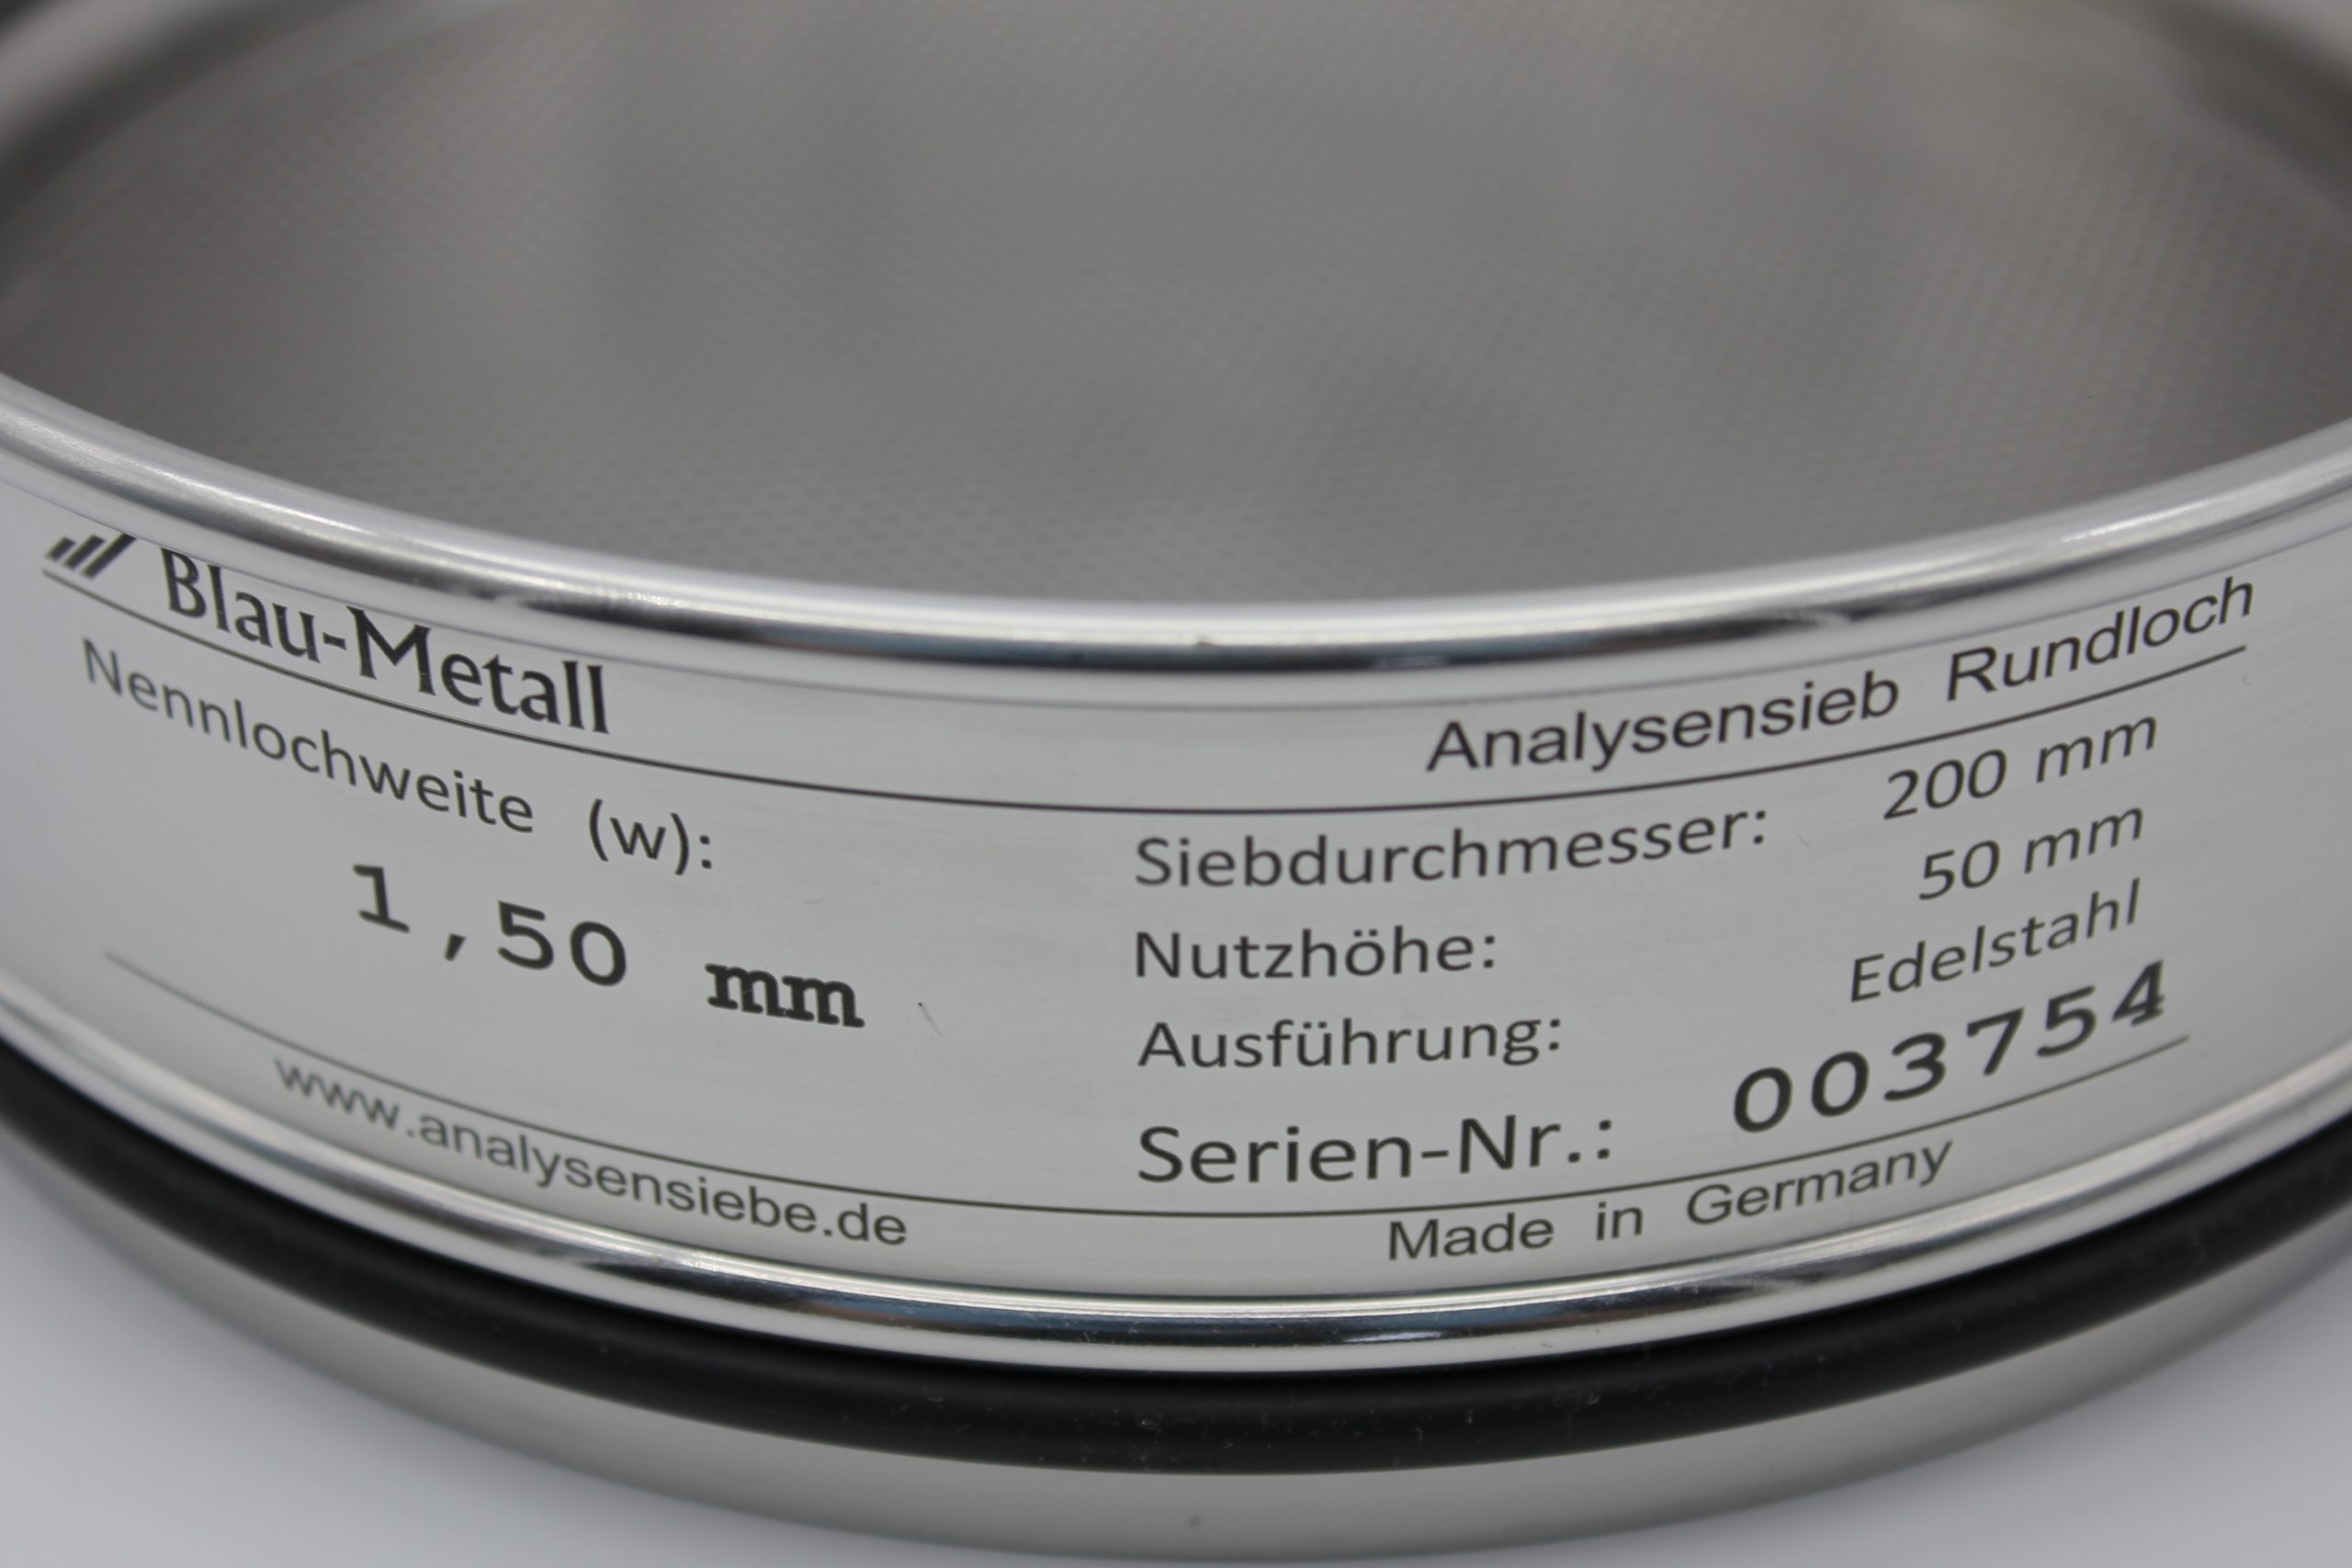 Blau-Metall
Analysensieb Rundloch
Nennlochweite (w):
1,50 mm
Siebdurchmesser: 200 mm
Nutzhöhe: 50 mm
Ausführung: Edelstahl
Serien-Nr.: 003754
www.analysensiebe.de
Made in Germany